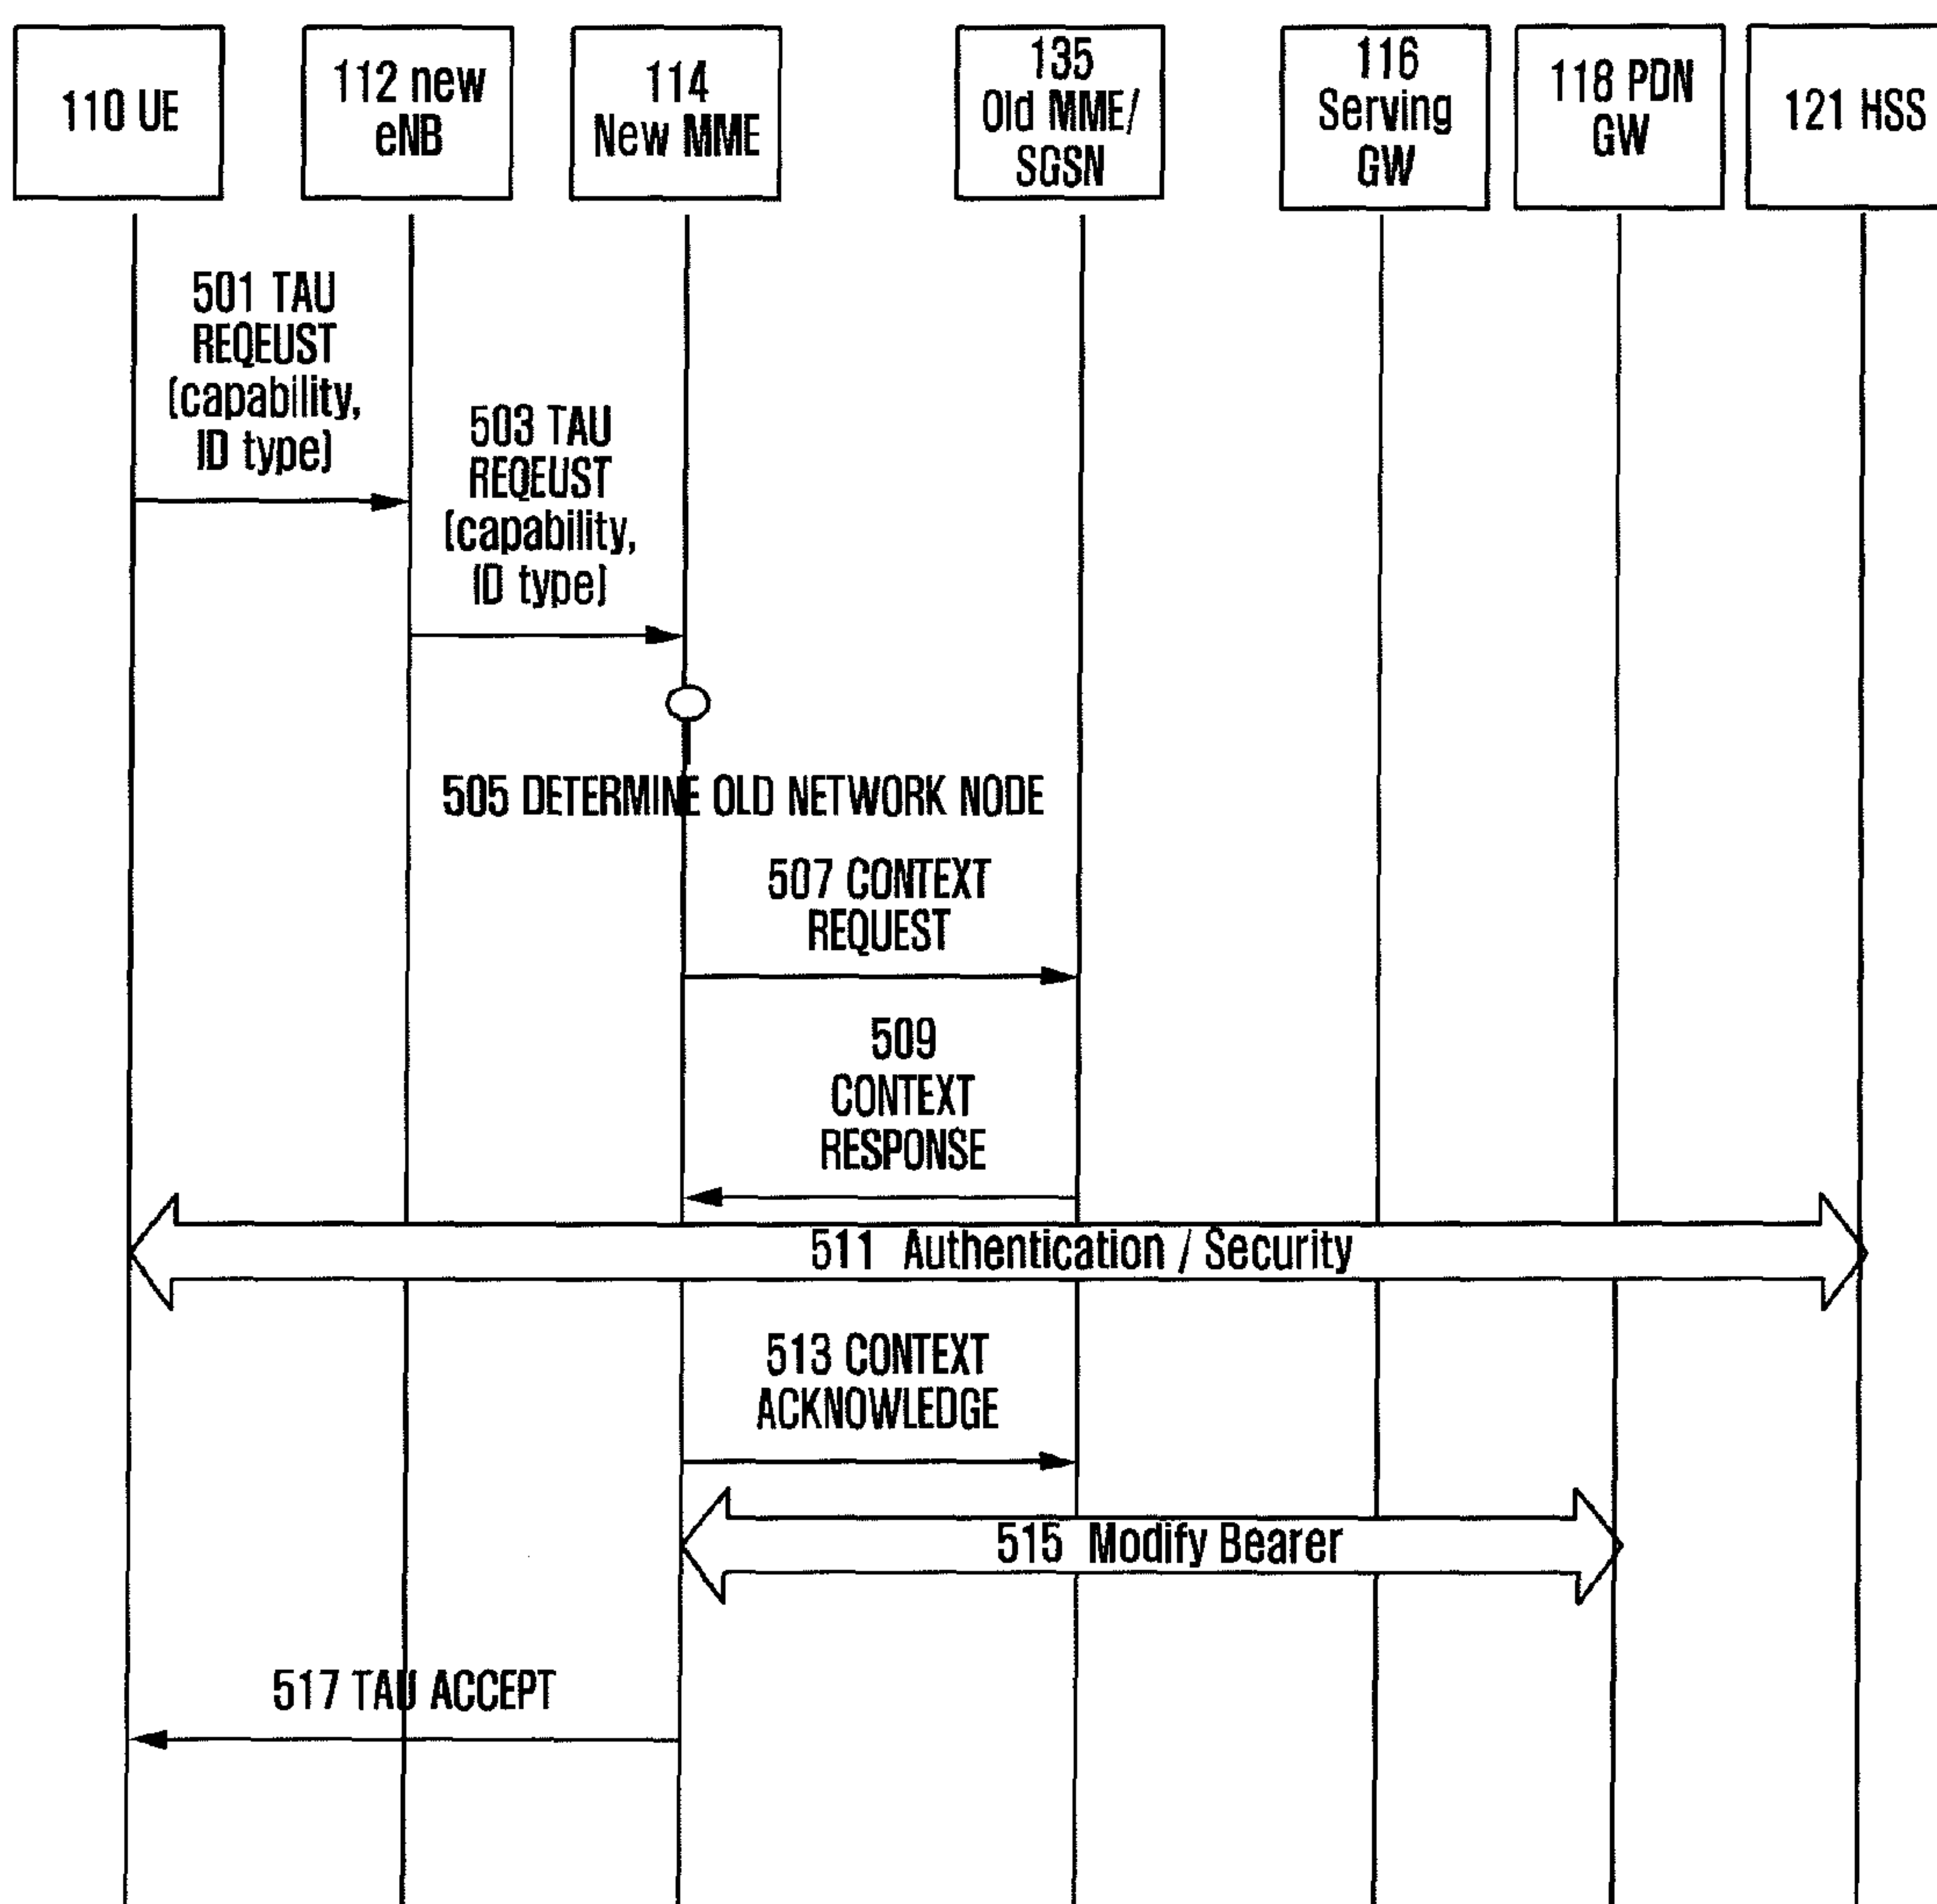 110 UE
112 new
eNB
114
New MME
135
Old MME/
SGSN
116
Serving
GW
118 PDN
GW
121 HSS
501 TAU
REQEUST
(capability,
ID type)
503 TAU
REQEUST
(capability,
ID type)
505 DETERMINE OLD NETWORK NODE
507 CONTEXT
REQUEST
509
CONTEXT
RESPONSE
511 Authentication / Security
513 CONTEXT
ACKNOWLEDGE
515 Modify Bearer
517 TAU ACCEPT